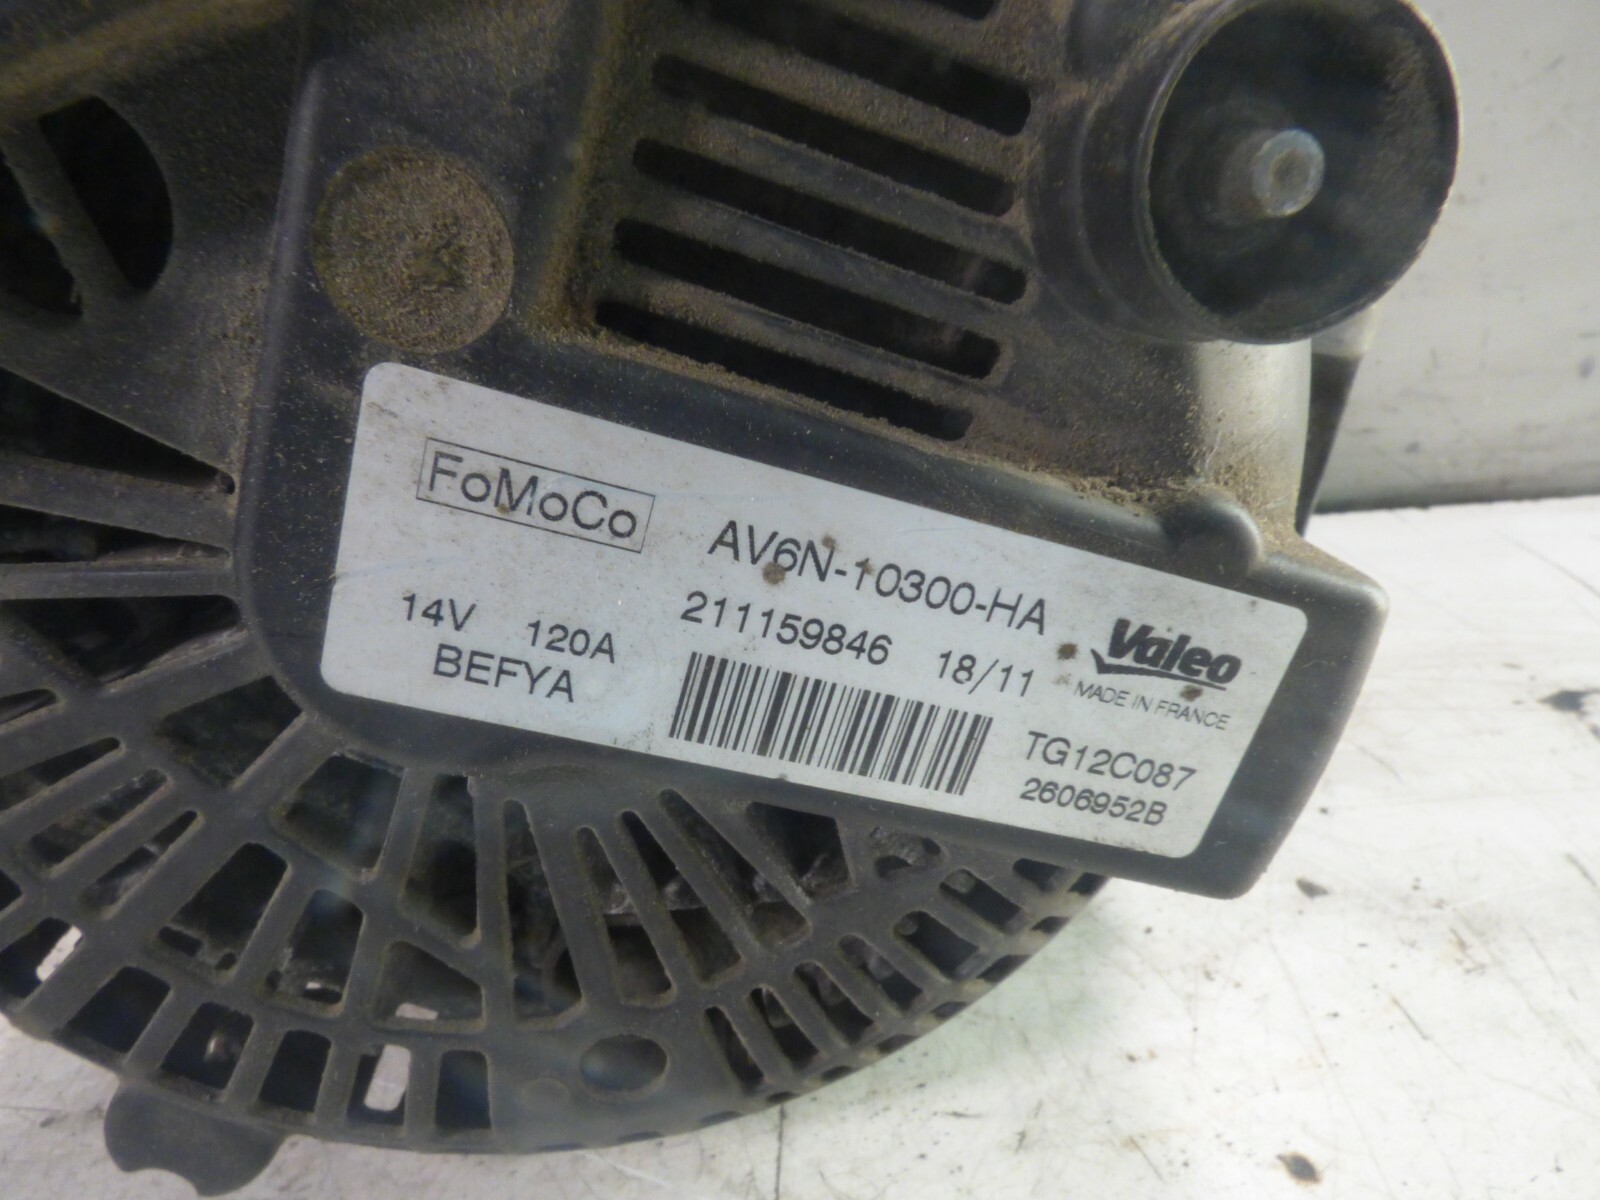 FoMoCo
AV6N-10300-HA
14V 120A
211159846 18/11
BEFYA
Valeo
MADE IN FRANCE
TG12C087
2606952B